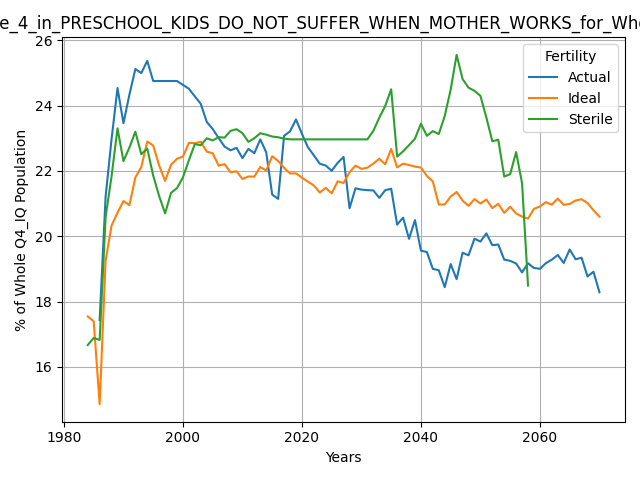 e_4_in_PRESCHOOL_KIDS_DO_NOT_SUFFER_WHEN_MOTHER_WORKS_for_Who
26
24
22
20
18
16
% of Whole Q4_IQ Population
Fertility
Actual
Ideal
Sterile
1980
2000
2020
2040
2060
Years